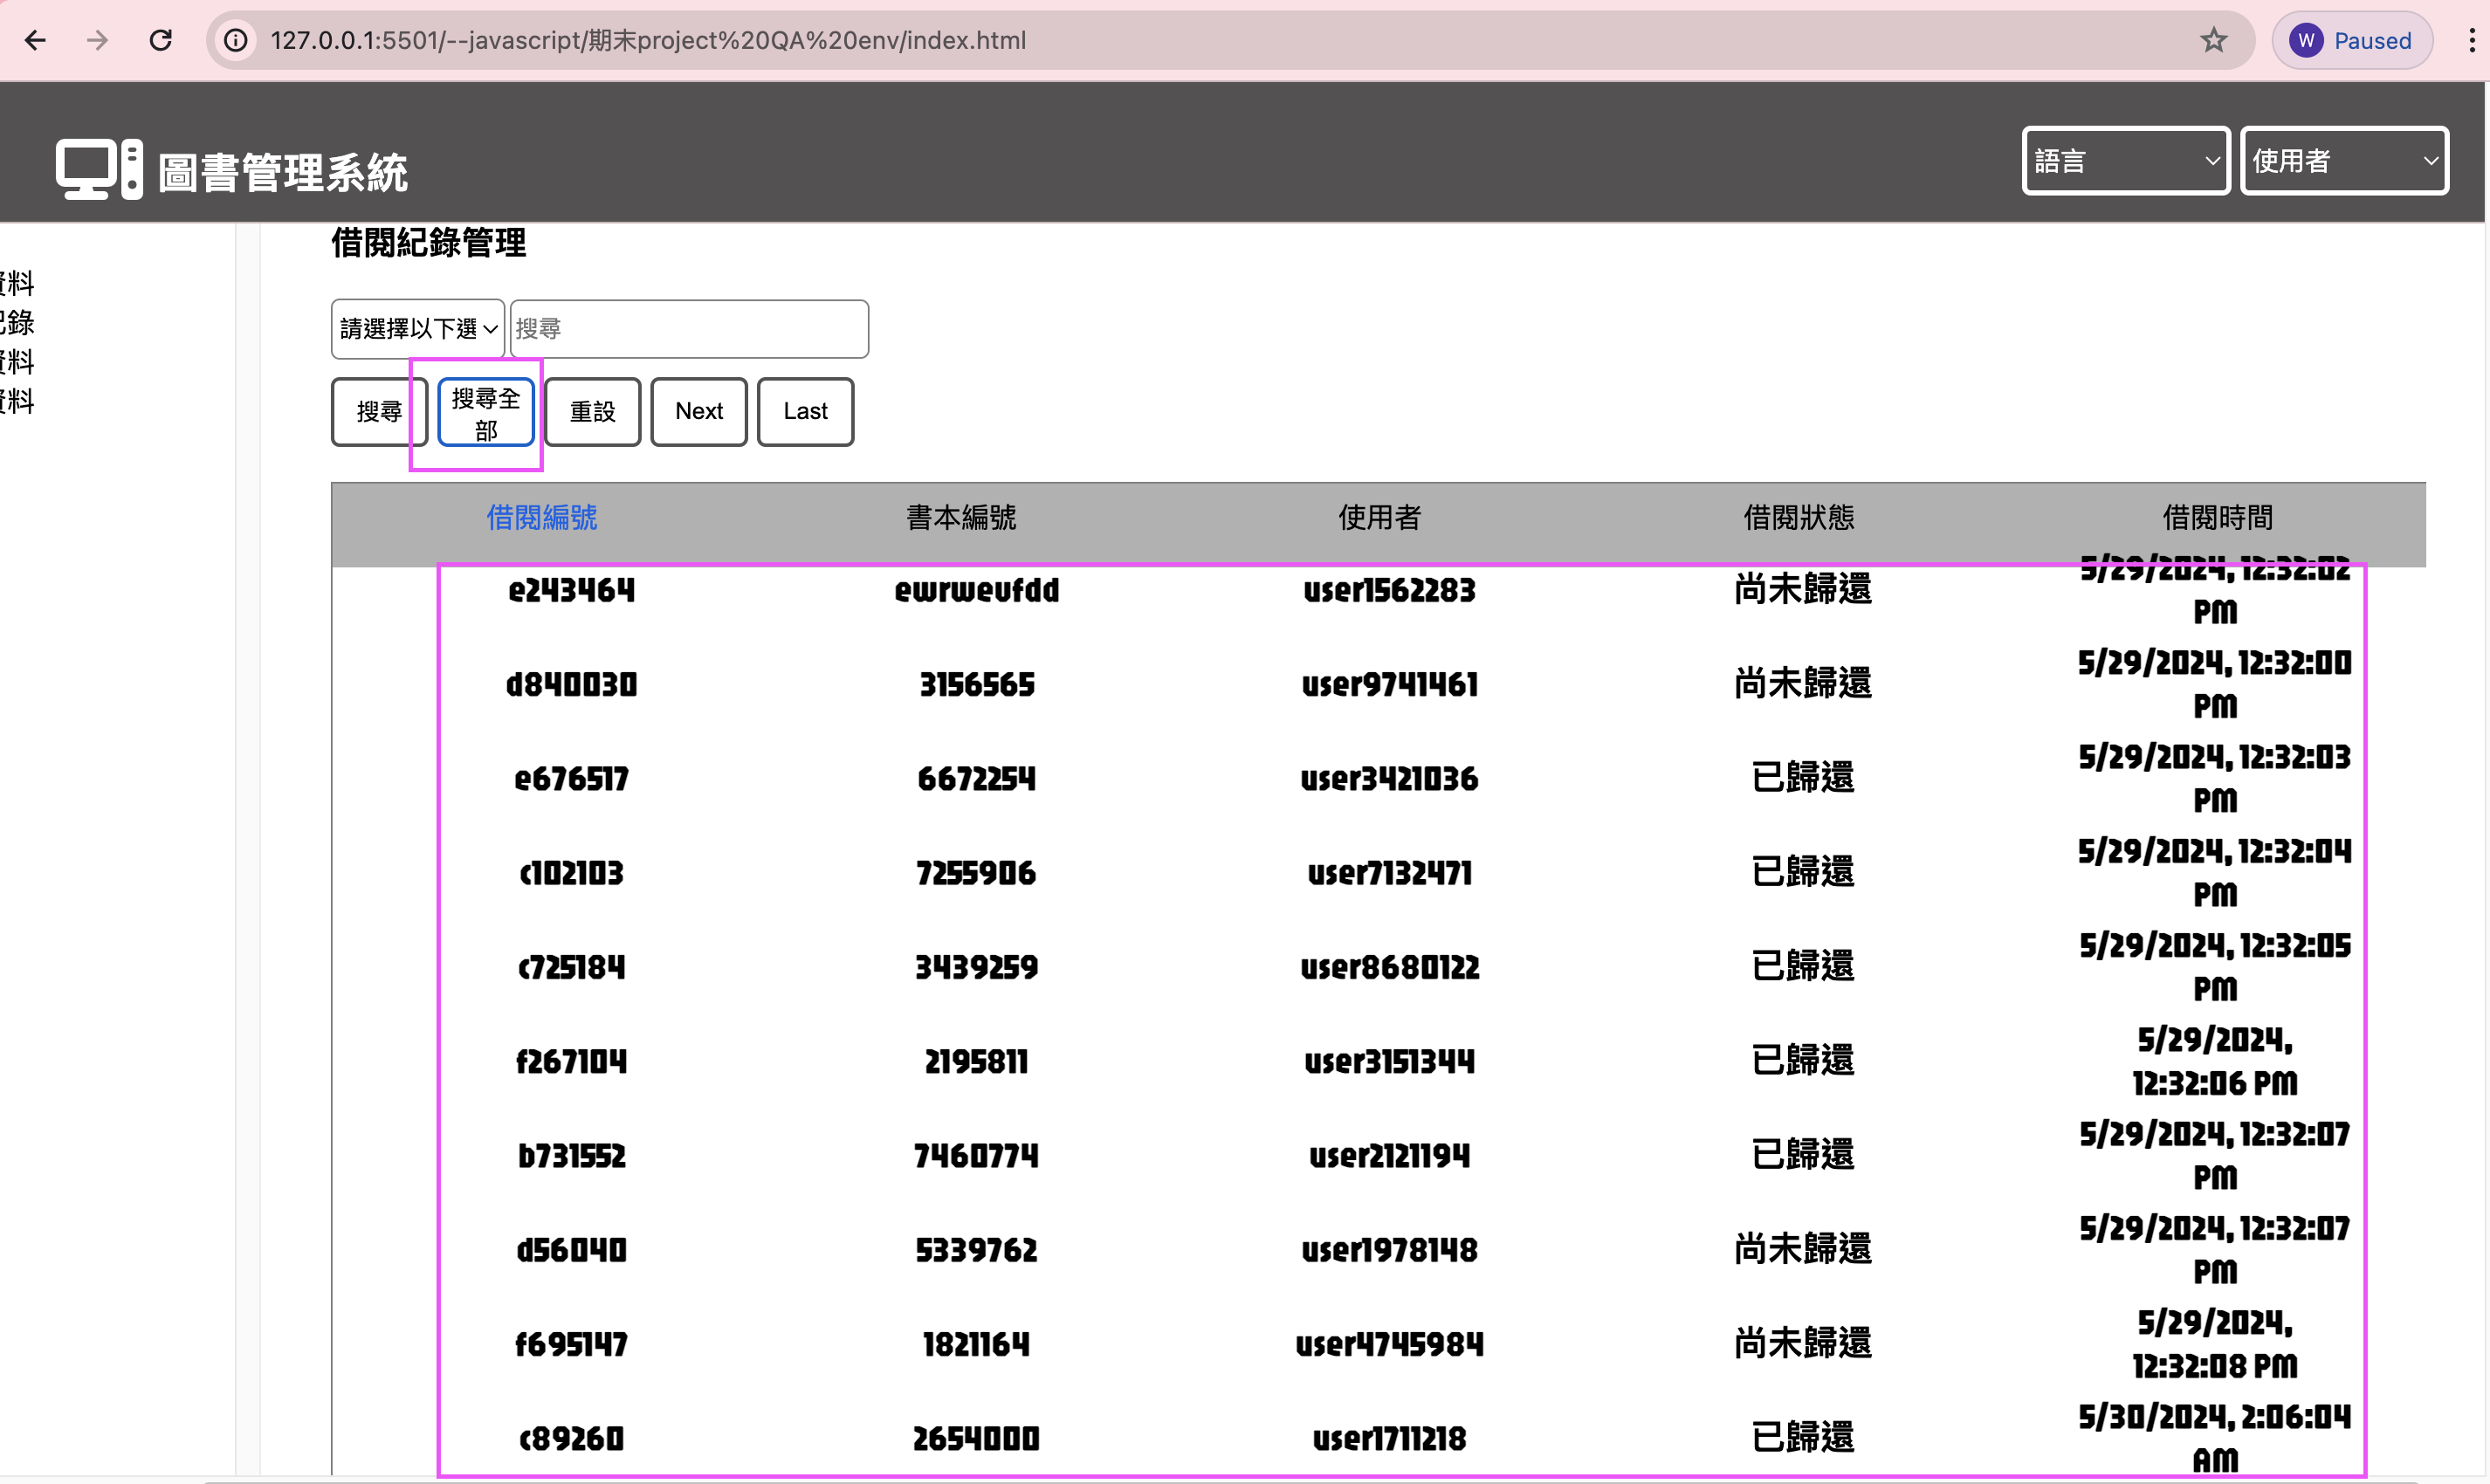 127.0.0.1:5501/--javascript/期末project%20QA%20env/index.html
W Paused
圖書管理系統
語言 使用者
借閱紀錄管理
資料
紀錄
資料
資料
請選擇以下選 搜尋
搜尋 搜尋全部 重設 Next Last
借閱編號 書本編號 使用者 借閱狀態 借閱時間
e243464 ewrwevfdd user1562283 尚未歸還 5/29/2024, 12:32:02 PM
d840030 3156565 user9741461 尚未歸還 5/29/2024, 12:32:00 PM
e676517 6672254 user3421036 已歸還 5/29/2024, 12:32:03 PM
c102103 7255906 user7132471 已歸還 5/29/2024, 12:32:04 PM
c725184 3439259 user8680122 已歸還 5/29/2024, 12:32:05 PM
f267104 2195811 user3151344 已歸還 5/29/2024, 12:32:06 PM
b731552 7460774 user2121194 已歸還 5/29/2024, 12:32:07 PM
d56040 5339762 user1978148 尚未歸還 5/29/2024, 12:32:07 PM
f695147 1821164 user4745984 尚未歸還 5/29/2024, 12:32:08 PM
c89260 2654000 user1711218 已歸還 5/30/2024, 2:06:04 AM